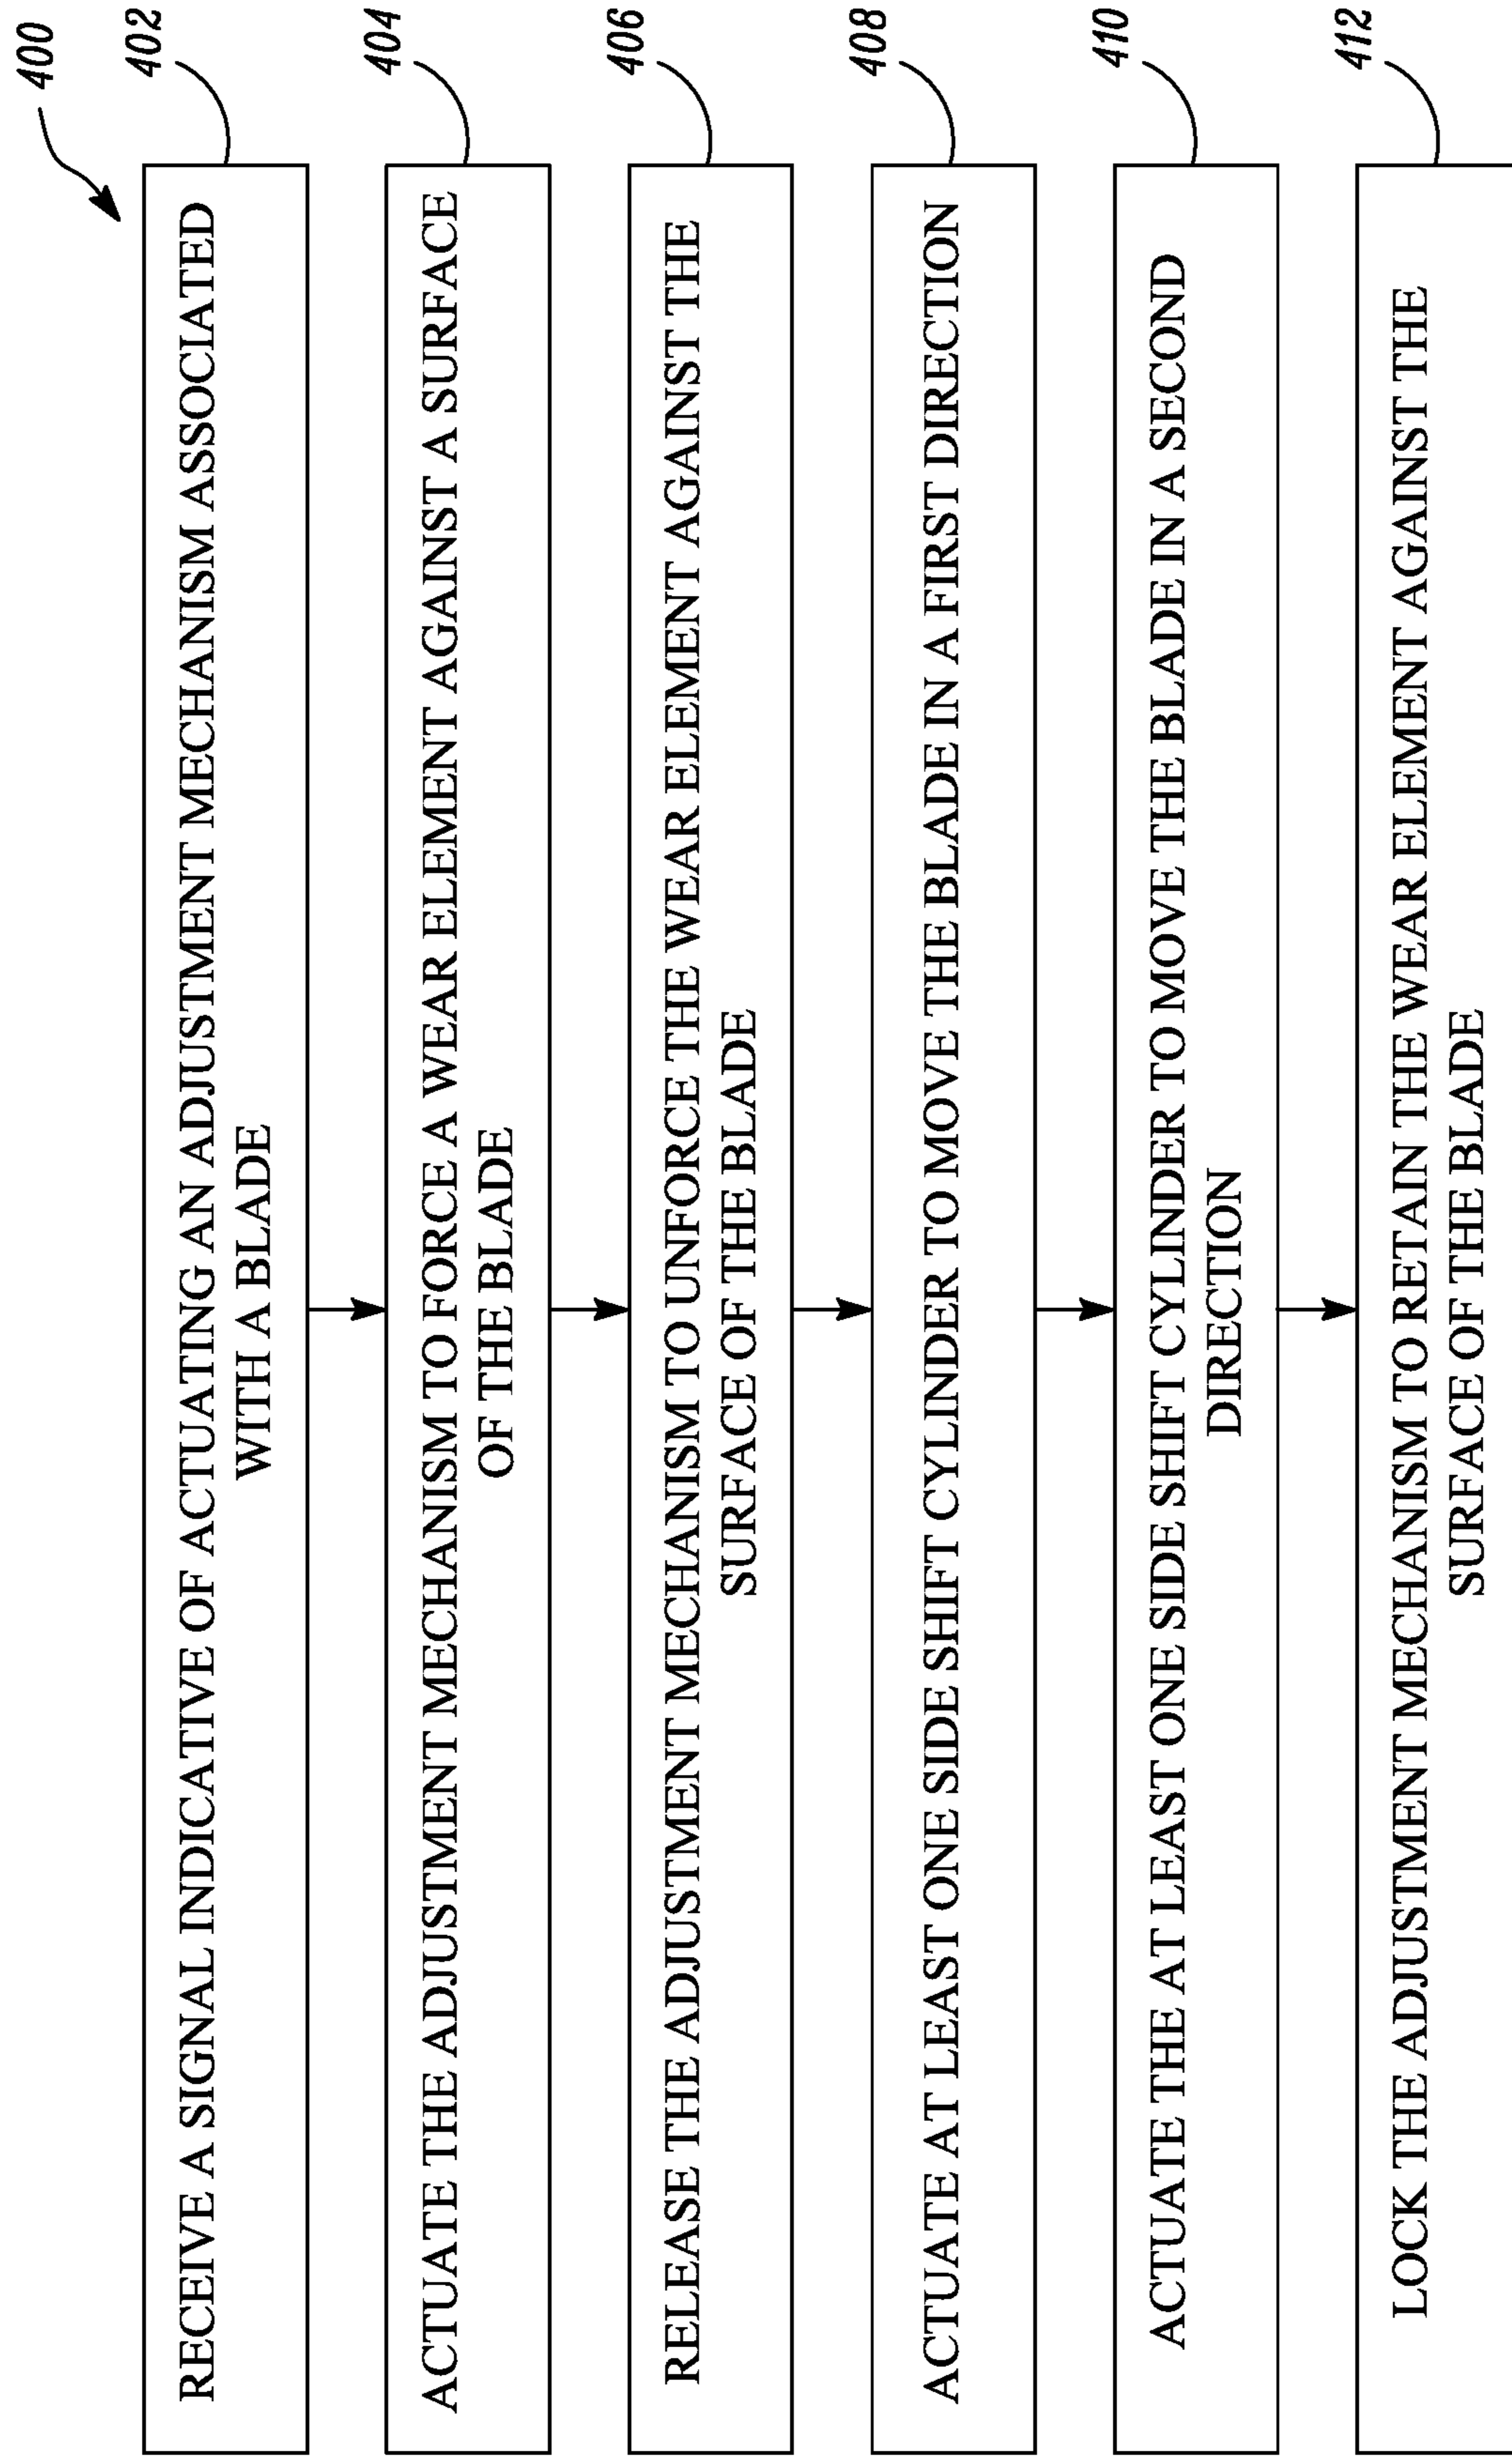 400
402
RECEIVE A SIGNAL INDICATIVE OF ACTUATING AN ADJUSTMENT MECHANISM ASSOCIATED
WITH A BLADE
404
ACTUATE THE ADJUSTMENT MECHANISM TO FORCE A WEAR ELEMENT AGAINST A SURFACE
OF THE BLADE
406
RELEASE THE ADJUSTMENT MECHANISM TO UNFORCE THE WEAR ELEMENT AGAINST THE
SURFACE OF THE BLADE
408
ACTUATE AT LEAST ONE SIDE SHIFT CYLINDER TO MOVE THE BLADE IN A FIRST DIRECTION
410
ACTUATE THE AT LEAST ONE SIDE SHIFT CYLINDER TO MOVE THE BLADE IN A SECOND
DIRECTION
412
LOCK THE ADJUSTMENT MECHANISM TO RETAIN THE WEAR ELEMENT AGAINST THE
SURFACE OF THE BLADE